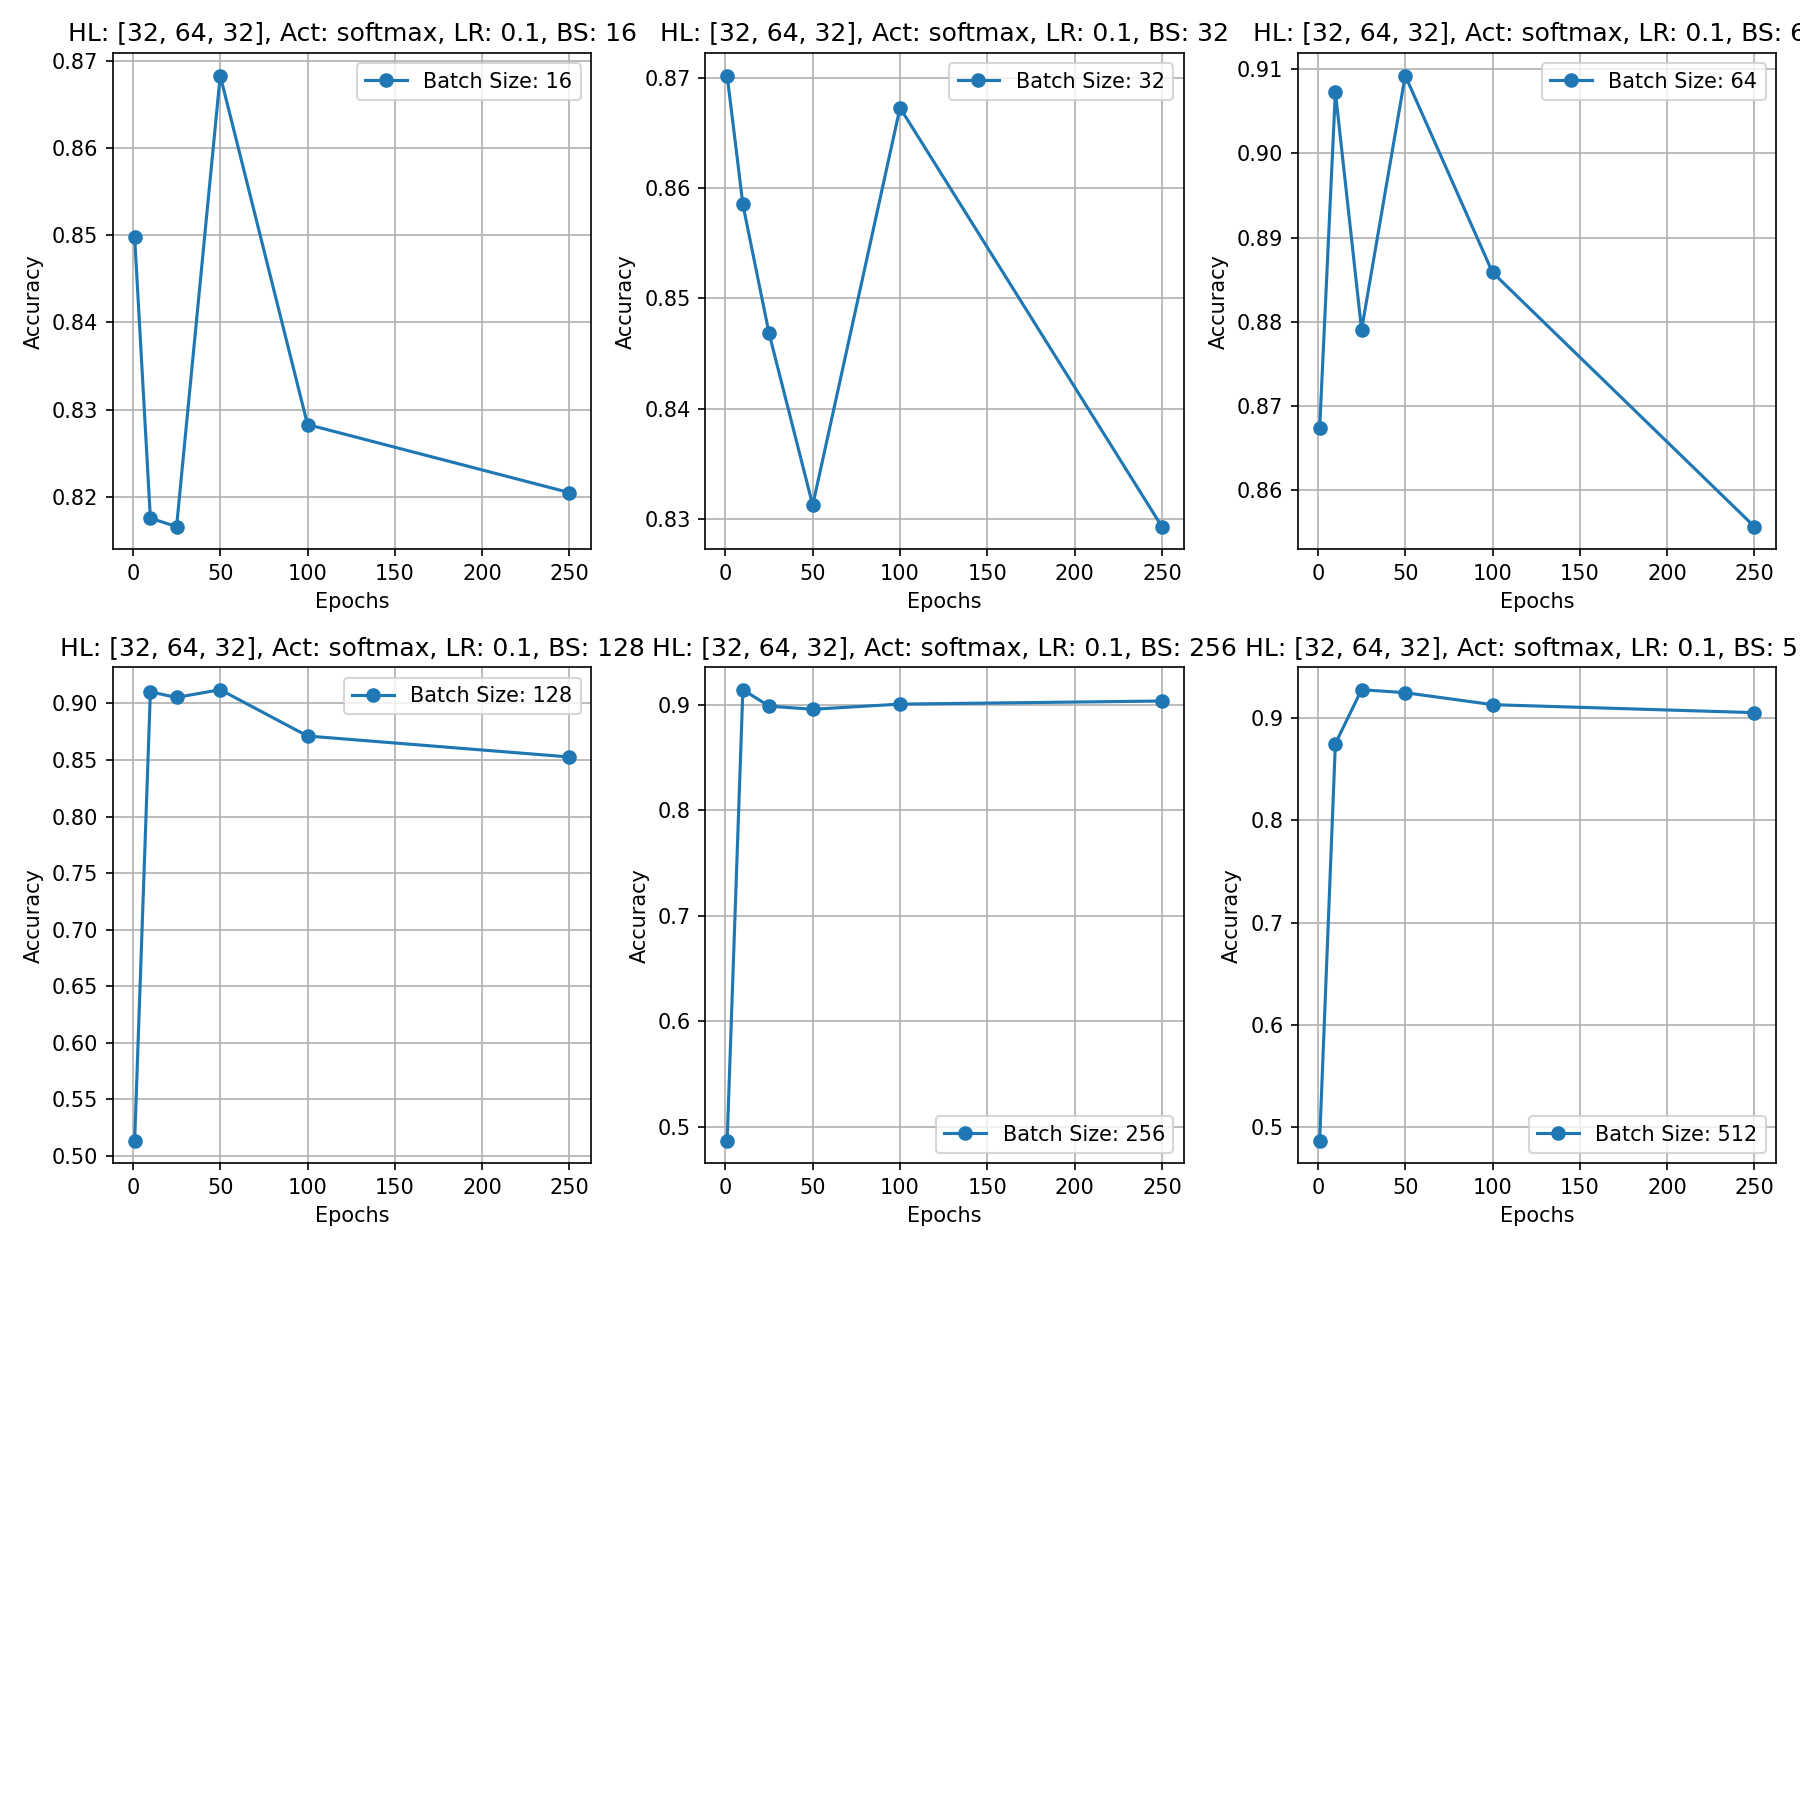 HL: [32, 64, 32], Act: softmax, LR: 0.1, BS: 16
0.87
0.86
0.85
0.84
0.83
0.82
Accuracy
Batch Size: 16
0 50 100 150 200 250
Epochs
HL: [32, 64, 32], Act: softmax, LR: 0.1, BS: 32
0.87
0.86
0.85
0.84
0.83
Accuracy
Batch Size: 32
0 50 100 150 200 250
Epochs
HL: [32, 64, 32], Act: softmax, LR: 0.1, BS: 6
0.91
0.90
0.89
0.88
0.87
0.86
Accuracy
Batch Size: 64
0 50 100 150 200 250
Epochs
HL: [32, 64, 32], Act: softmax, LR: 0.1, BS: 128
0.90
0.85
0.80
0.75
0.70
0.65
0.60
0.55
0.50
Accuracy
Batch Size: 128
0 50 100 150 200 250
Epochs
HL: [32, 64, 32], Act: softmax, LR: 0.1, BS: 256
0.9
0.8
0.7
0.6
0.5
Accuracy
Batch Size: 256
0 50 100 150 200 250
Epochs
HL: [32, 64, 32], Act: softmax, LR: 0.1, BS: 5
0.9
0.8
0.7
0.6
0.5
Accuracy
Batch Size: 512
0 50 100 150 200 250
Epochs